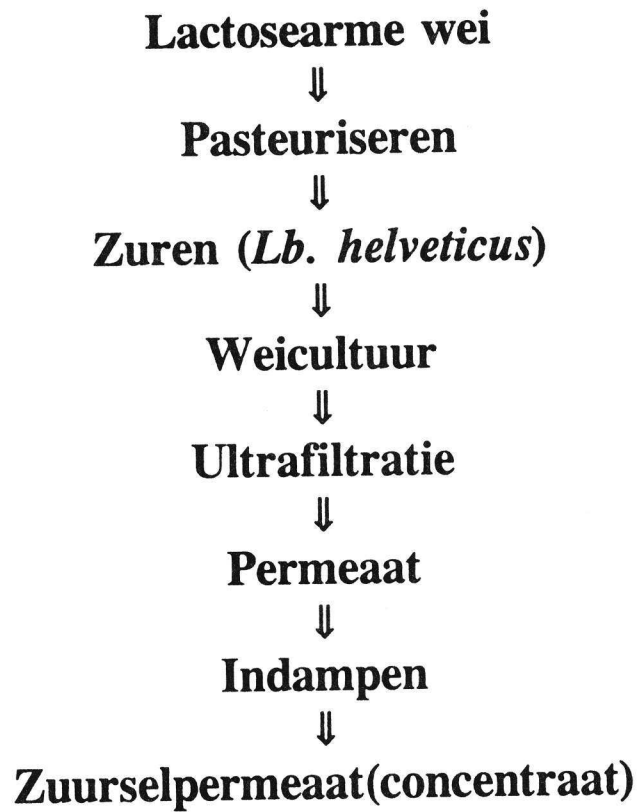 Lactosearme wei
⇓
Pasteuriseren
⇓
Zuren (Lb. helveticus)
⇓
Weicultuur
⇓
Ultrafiltratie
⇓
Permeaat
⇓
Indampen
⇓
Zuurselpermeaat(concentraat)